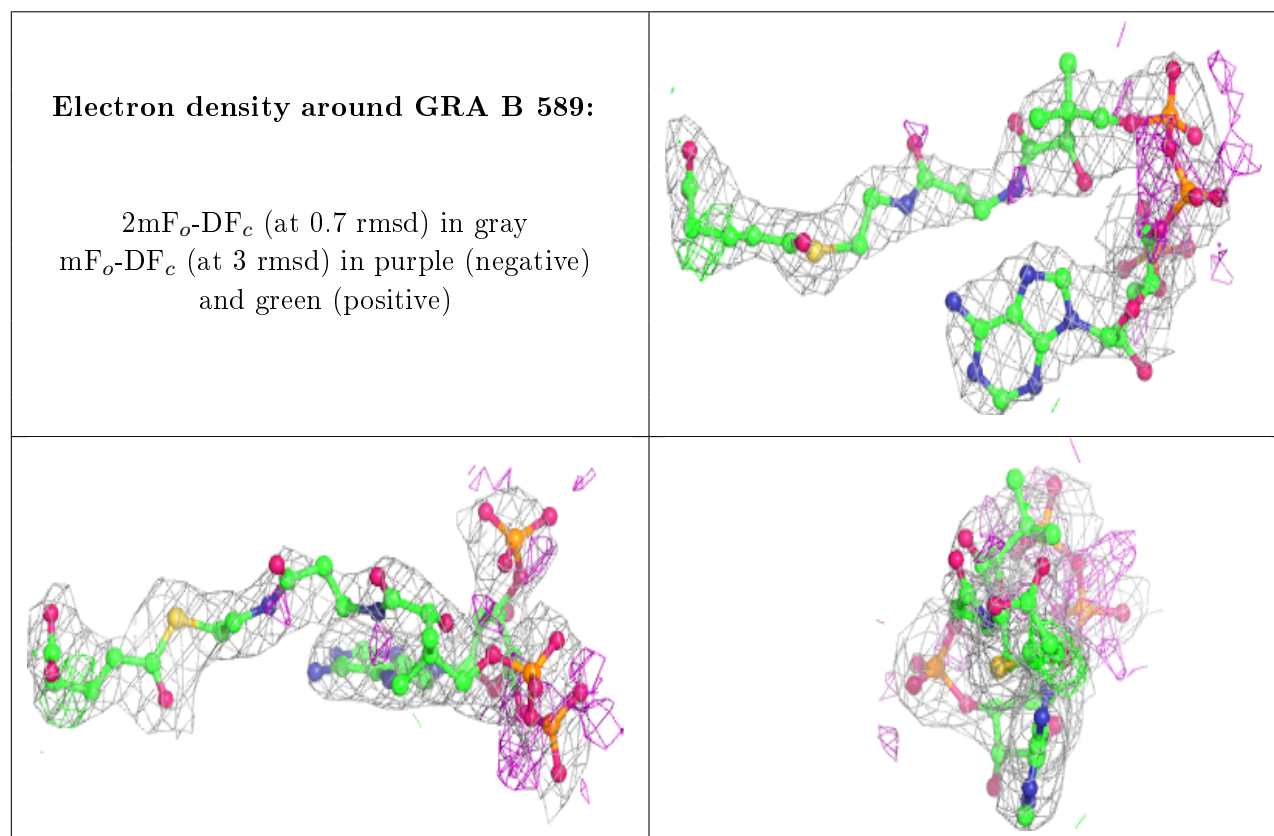 Electron density around GRA B 589:
2mFo-DFc (at 0.7 rmsd) in gray
mFo-DFc (at 3 rmsd) in purple (negative)
and green (positive)